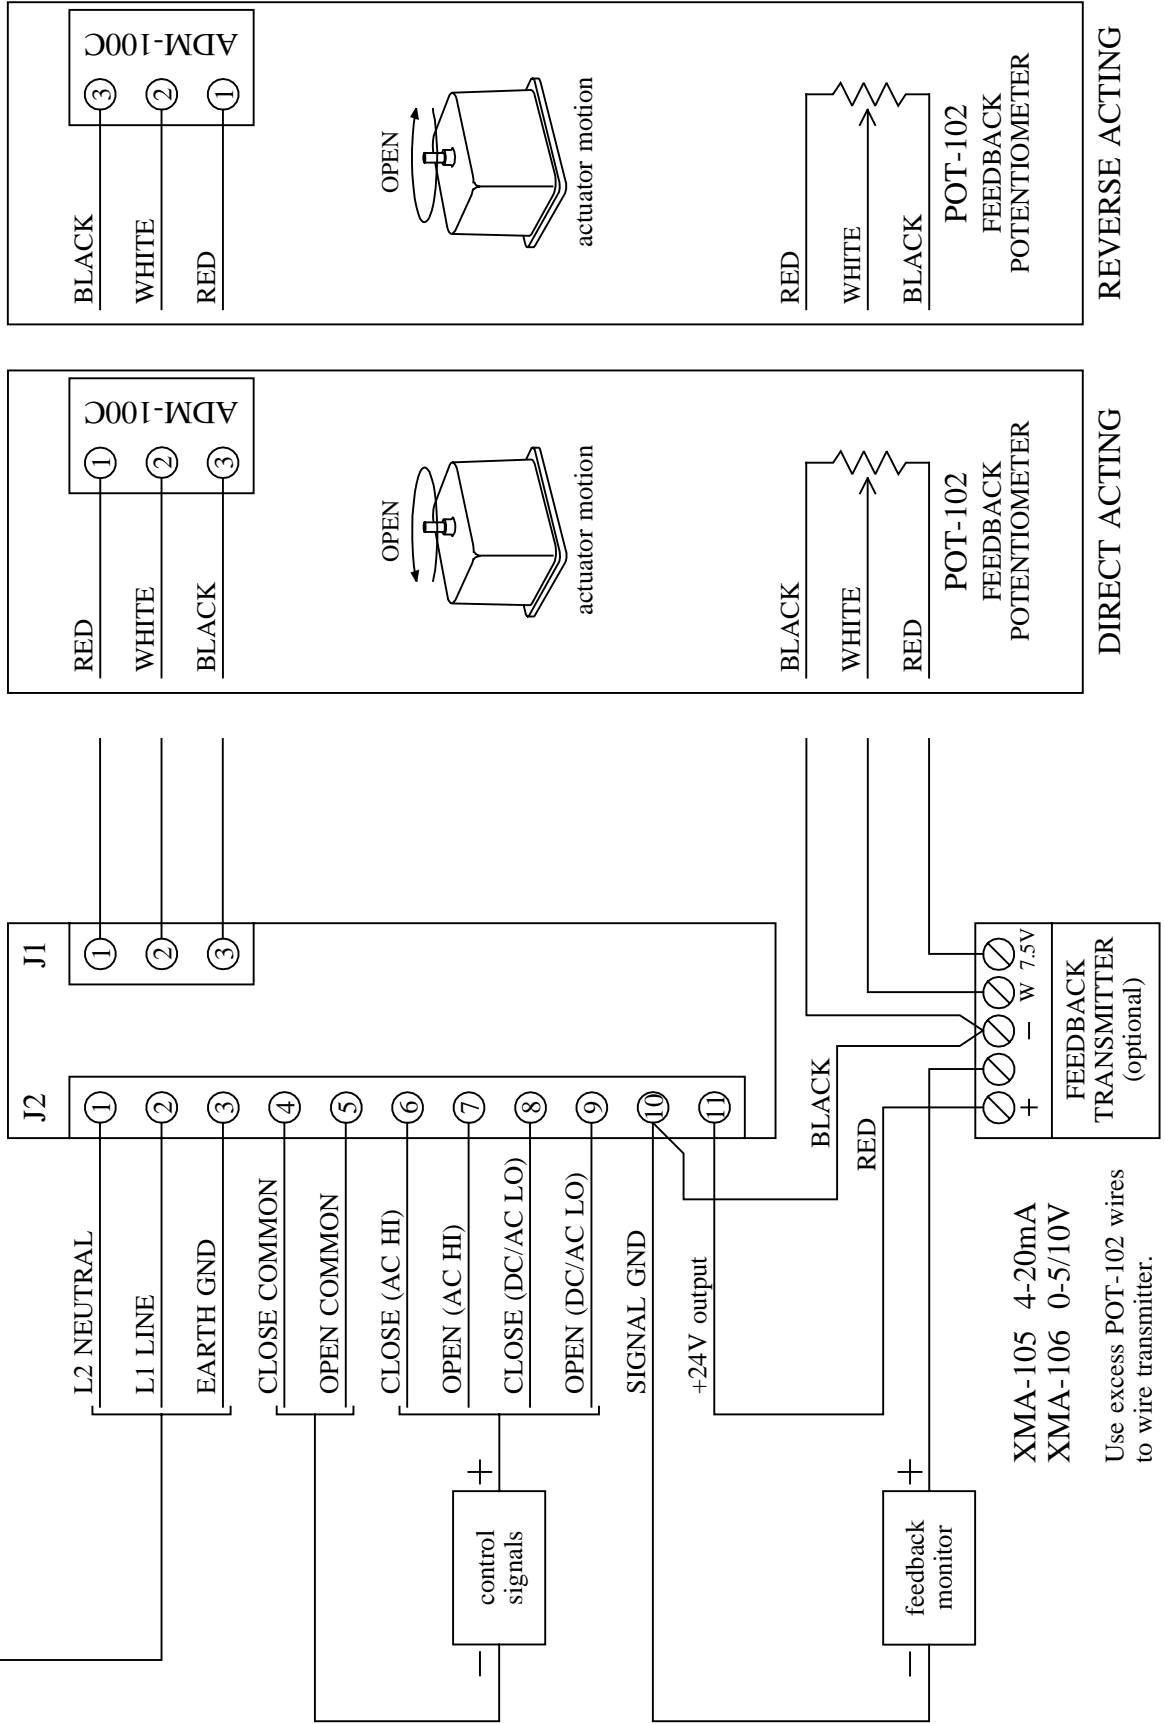 J2
J1
L2 NEUTRAL
L1 LINE
EARTH GND
CLOSE COMMON
OPEN COMMON
CLOSE (AC HI)
OPEN (AC HI)
CLOSE (DC/AC LO)
OPEN (DC/AC LO)
SIGNAL GND
+24V output
1
2
3
4
5
6
7
8
9
10
11
1
2
3
control
signals
−
+
feedback
monitor
−
+
BLACK
RED
+
−
W
7.5V
FEEDBACK
TRANSMITTER
(optional)
XMA-105 4-20mA
XMA-106 0-5/10V
Use excess POT-102 wires
to wire transmitter.
RED
WHITE
BLACK
1
2
3
ADM-100C
OPEN
actuator motion
BLACK
WHITE
RED
POT-102
FEEDBACK
POTENTIOMETER
DIRECT ACTING
BLACK
WHITE
RED
3
2
1
ADM-100C
OPEN
actuator motion
RED
WHITE
BLACK
POT-102
FEEDBACK
POTENTIOMETER
REVERSE ACTING